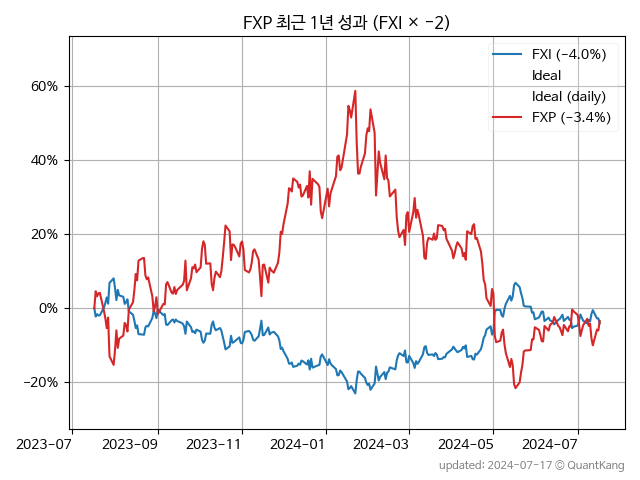 FXP 최근 1년 성과 (FXI × −2)
FXI (−4.0%)
Ideal
Ideal (daily)
FXP (−3.4%)
60%
40%
20%
0%
−20%
2023−07
2023−09
2023−11
2024−01
2024−03
2024−05
2024−07
updated: 2024−07−17 © QuantKang